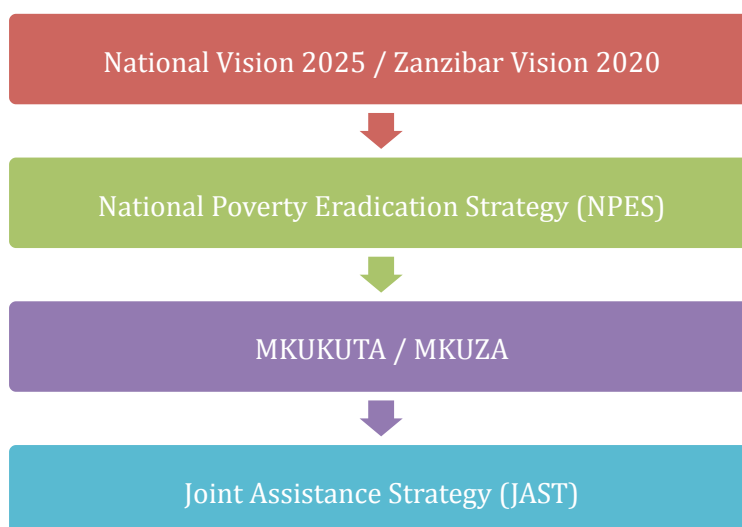 National Vision 2025 / Zanzibar Vision 2020
National Poverty Eradication Strategy (NPES)
MKUKUTA / MKUZA
Joint Assistance Strategy (JAST)